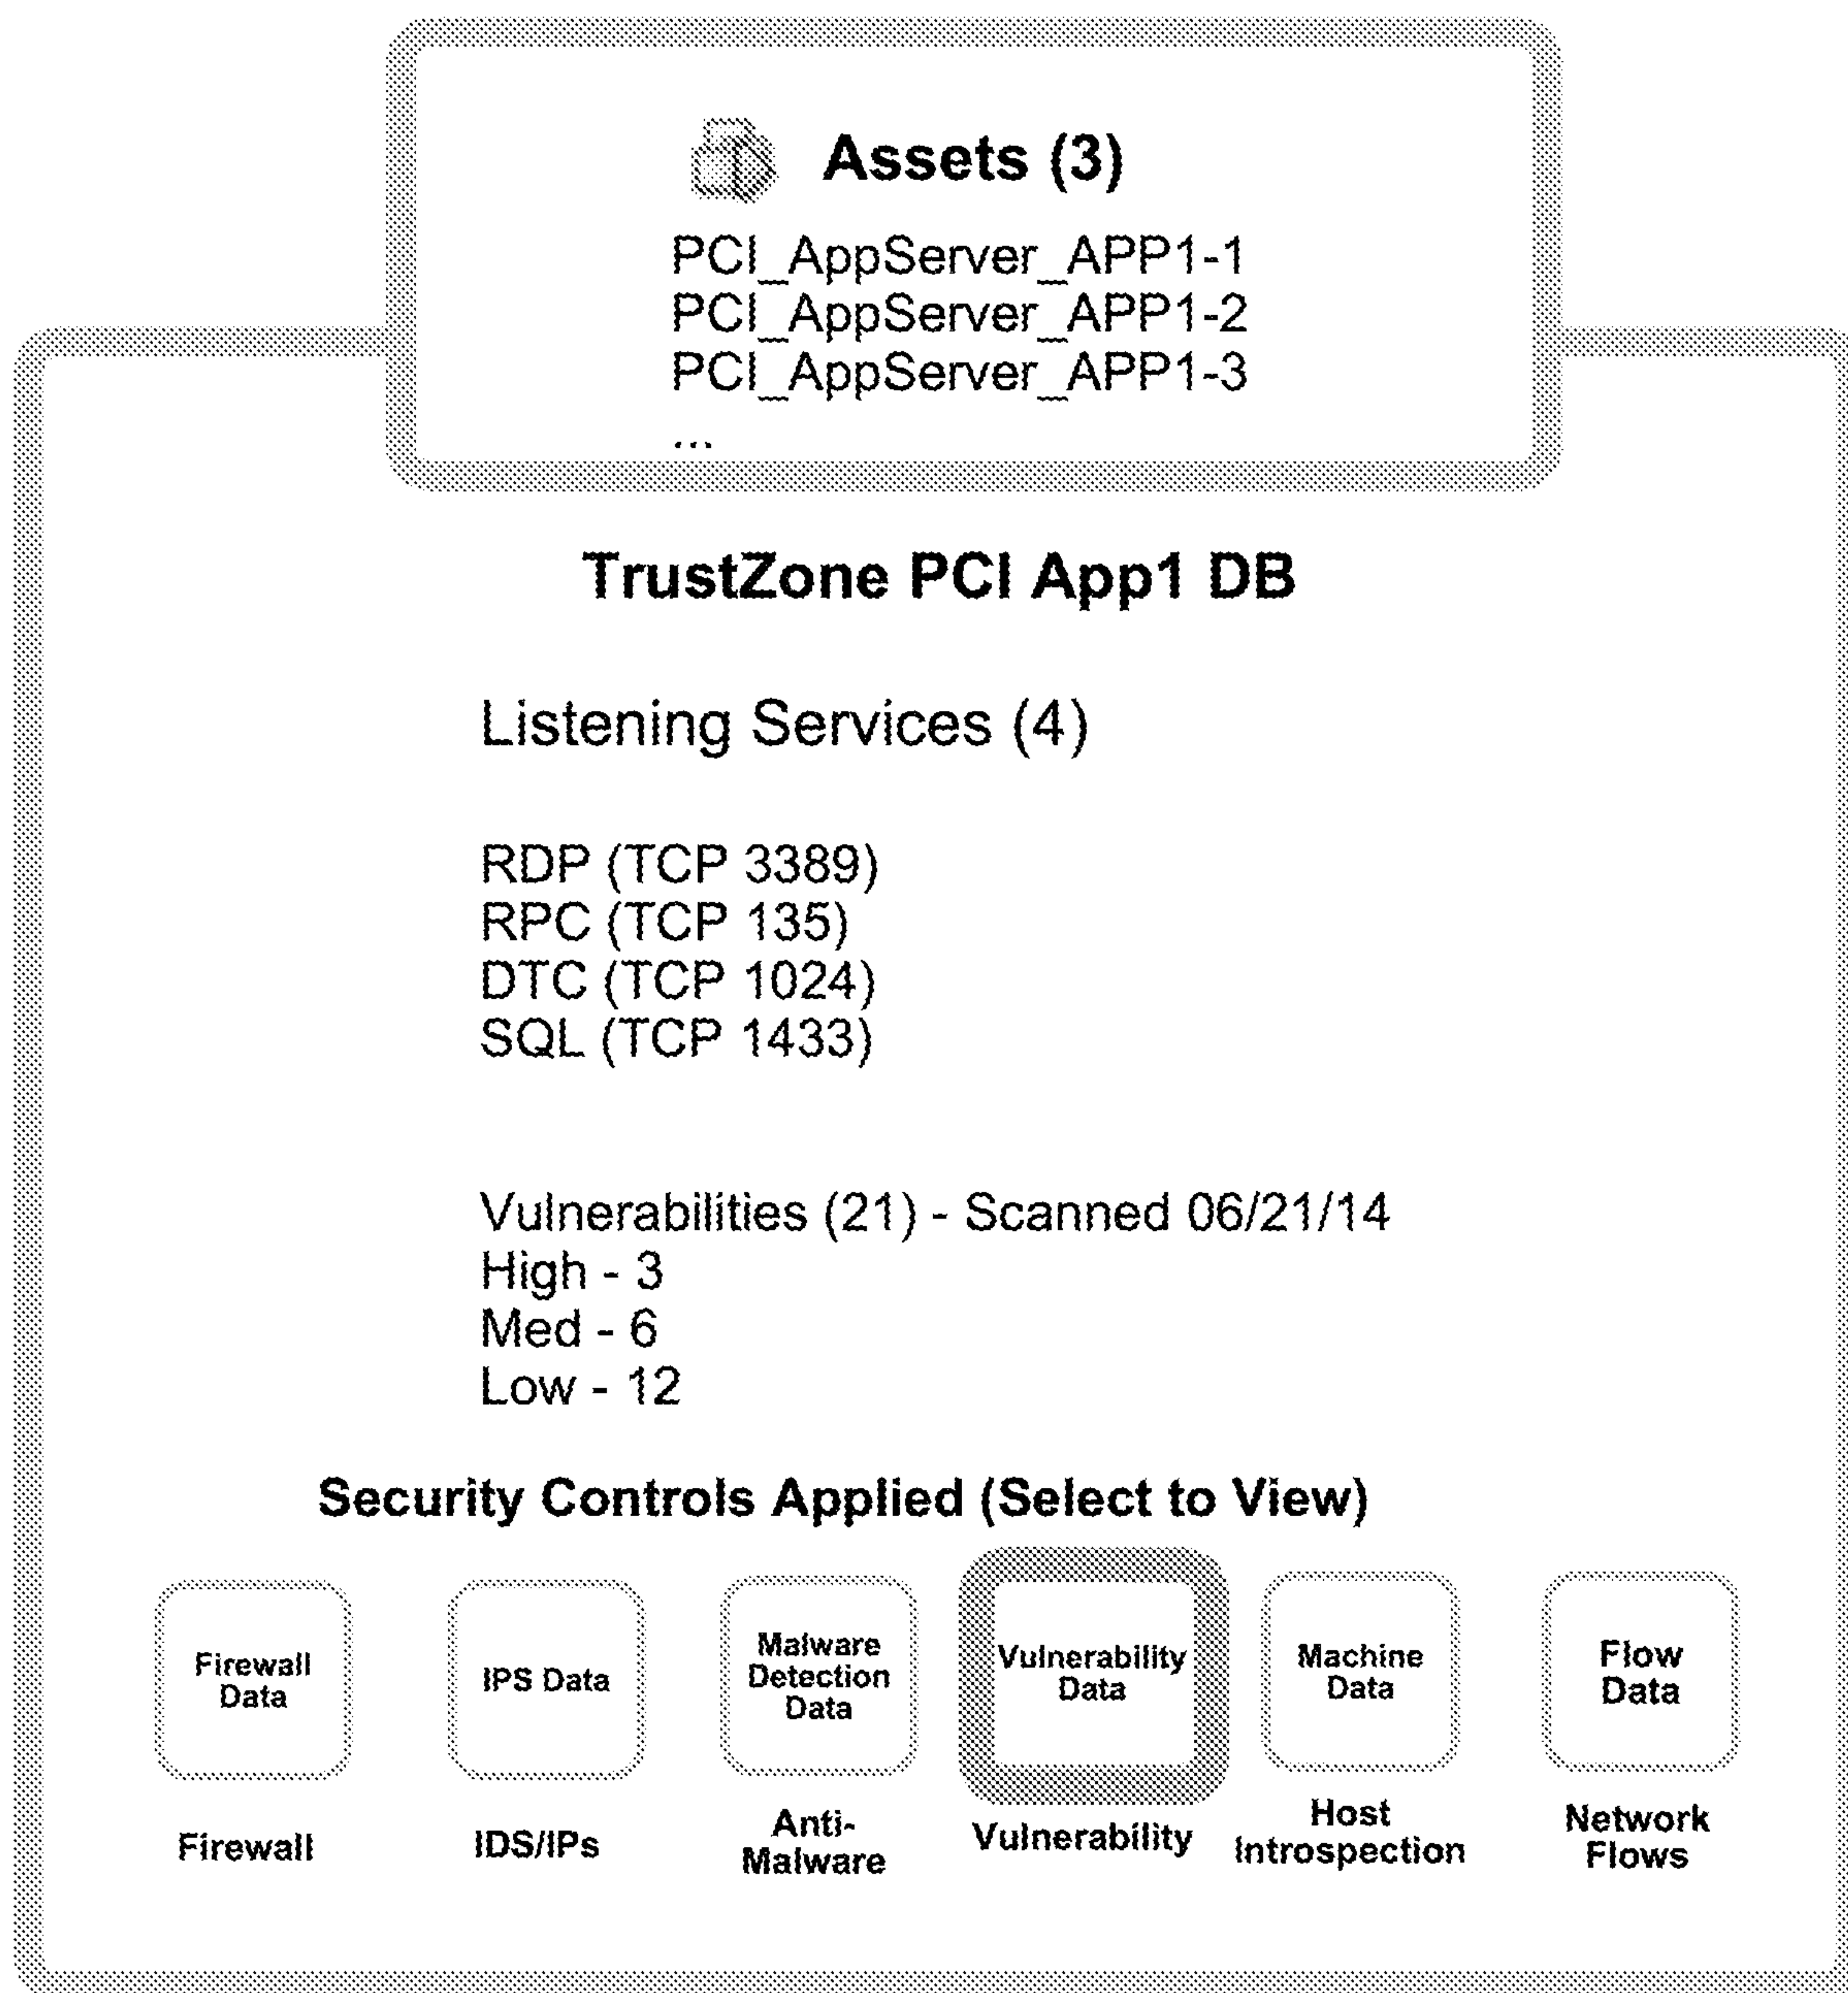 Assets (3)
PCI_AppServer_APP1-1
PCI_AppServer_APP1-2
PCI_AppServer_APP1-3
...
TrustZone PCI App1 DB
Listening Services (4)
RDP (TCP 3389)
RPC (TCP 135)
DTC (TCP 1024)
SQL (TCP 1433)
Vulnerabilities (21) - Scanned 06/21/14
High - 3
Med - 6
Low - 12
Security Controls Applied (Select to View)
Firewall
Data
IPS Data
Malware
Detection
Data
Vulnerability
Data
Machine
Data
Flow
Data
Firewall
IDS/IPs
Anti-
Malware
Vulnerability
Host
Introspection
Network
Flows